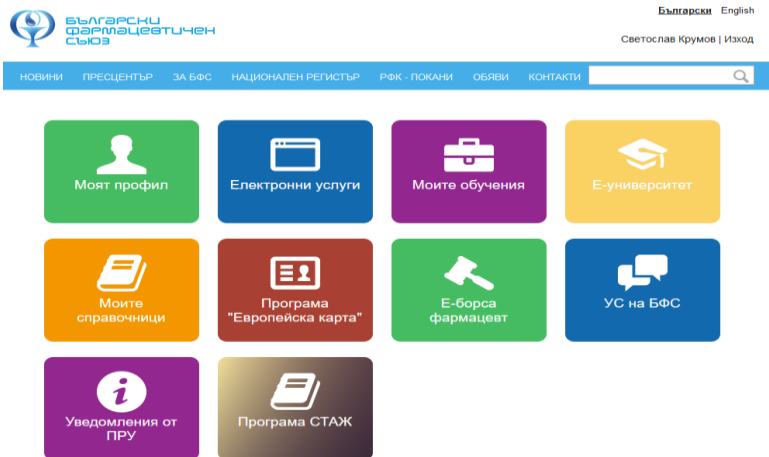 Български English
Български
фармацевтичен
съюз
Светослав Крумов | Изход
НОВИНИ ПРЕСЦЕНТЪР ЗА БФС НАЦИОНАЛЕН РЕГИСТЪР РФК - ПОКАНИ ОБЯВИ КОНТАКТИ
Моят профил
Електронни услуги
Моите обучения
Е-университет
Моите
справочници
Програма
"Европейска карта"
Е-борса
фармацевт
УС на БФС
Уведомления от
ПРУ
Програма СТАЖ